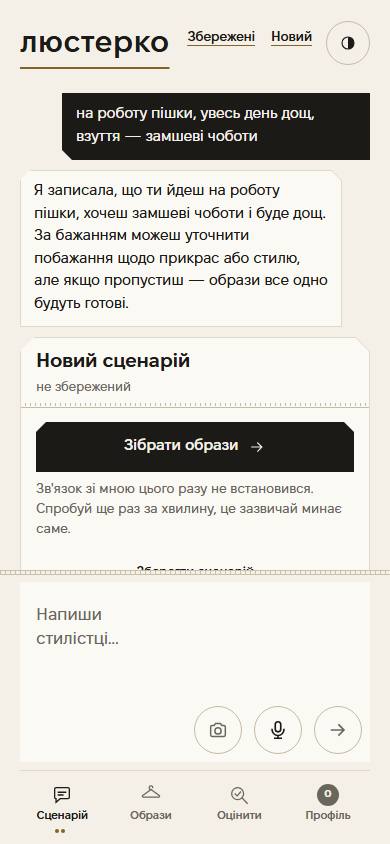 люстерко
Збережені
Новий
на роботу пішки, увесь день дощ,
взуття — замшеві чоботи
Я записала, що ти йдеш на роботу
пішки, хочеш замшеві чоботи і буде дощ.
За бажанням можеш уточнити
побажання щодо прикрас або стилю,
але якщо пропустиш — образи все одно
будуть готові.
Новий сценарій
не збережений
Зібрати образи →
Зв'язок зі мною цього разу не встановився.
Спробуй ще раз за хвилину, це зазвичай минає
саме.
Напиши
стилістці...
Сценарій
Образи
Оцінити
О
Профіль